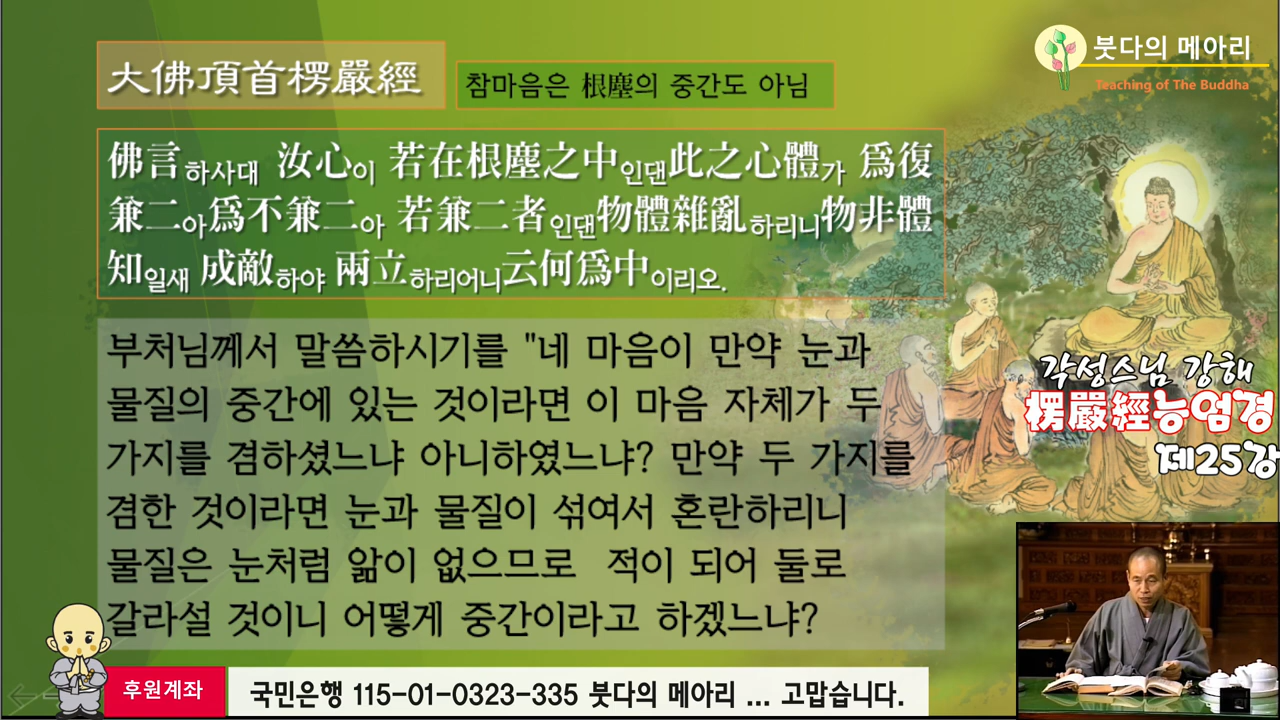 大佛頂首楞嚴經
참마음은 根塵의 중간도 아님
붓다의 메아리
Teaching of The Buddha
佛言하사대 汝心이 若在根塵之中인댄此之心體가 爲復
兼二아爲不兼二아 若兼二者인댄物體雜亂하리니物非體
知일새 成敵하야 兩立하리어니云何爲中이리오.
부처님께서 말씀하시기를 "네 마음이 만약 눈과
물질의 중간에 있는 것이라면 이 마음 자체가 두
가지를 겸하셨느냐 아니하였느냐? 만약 두 가지를
겸한 것이라면 눈과 물질이 섞여서 혼란하리니
물질은 눈처럼 앎이 없으므로 적이 되어 둘로
갈라설 것이니 어떻게 중간이라고 하겠느냐?
각성스님 강해
楞嚴經능엄경
제25강
후원계좌
국민은행 115-01-0323-335 붓다의 메아리 ... 고맙습니다.